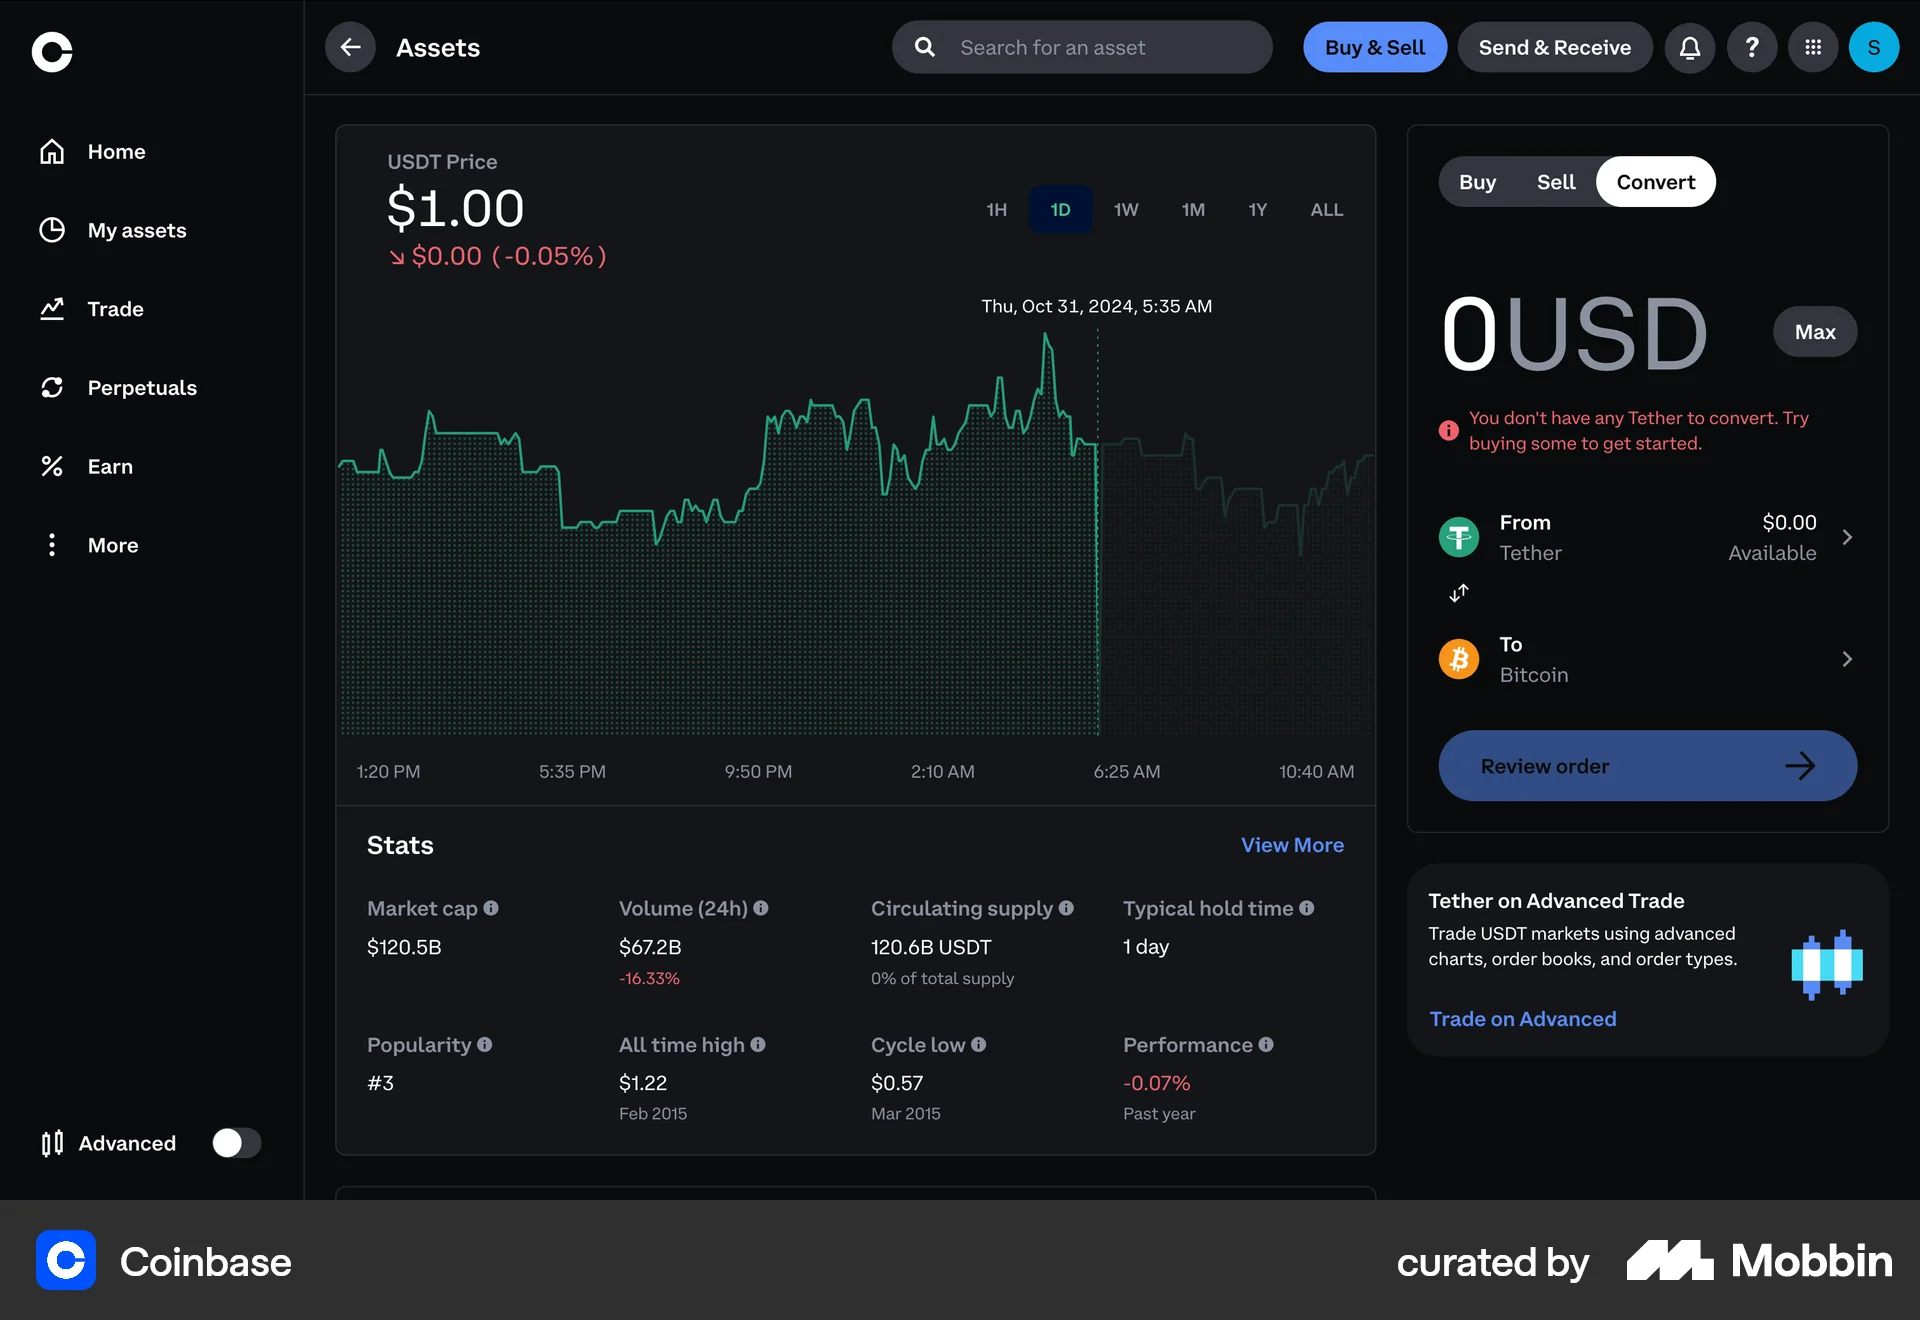 Assets
Search for an asset
Buy & Sell
Send & Receive
?
S
Home
My assets
Trade
Perpetuals
Earn
More
Advanced
USDT Price
$1.00
↘ $0.00 (-0.05%)
1H 1D 1W 1M 1Y ALL
Thu, Oct 31, 2024, 5:35 AM
1:20 PM 5:35 PM 9:50 PM 2:10 AM 6:25 AM 10:40 AM
Stats
View More
Market cap
$120.5B
Volume (24h)
$67.2B
-16.33%
Circulating supply
120.6B USDT
0% of total supply
Typical hold time
1 day
Popularity
#3
All time high
$1.22
Feb 2015
Cycle low
$0.57
Mar 2015
Performance
-0.07%
Past year
Buy Sell Convert
0USD
Max
You don't have any Tether to convert. Try
buying some to get started.
From
Tether
$0.00
Available
To
Bitcoin
Review order
Tether on Advanced Trade
Trade USDT markets using advanced
charts, order books, and order types.
Trade on Advanced
Coinbase
curated by Mobbin